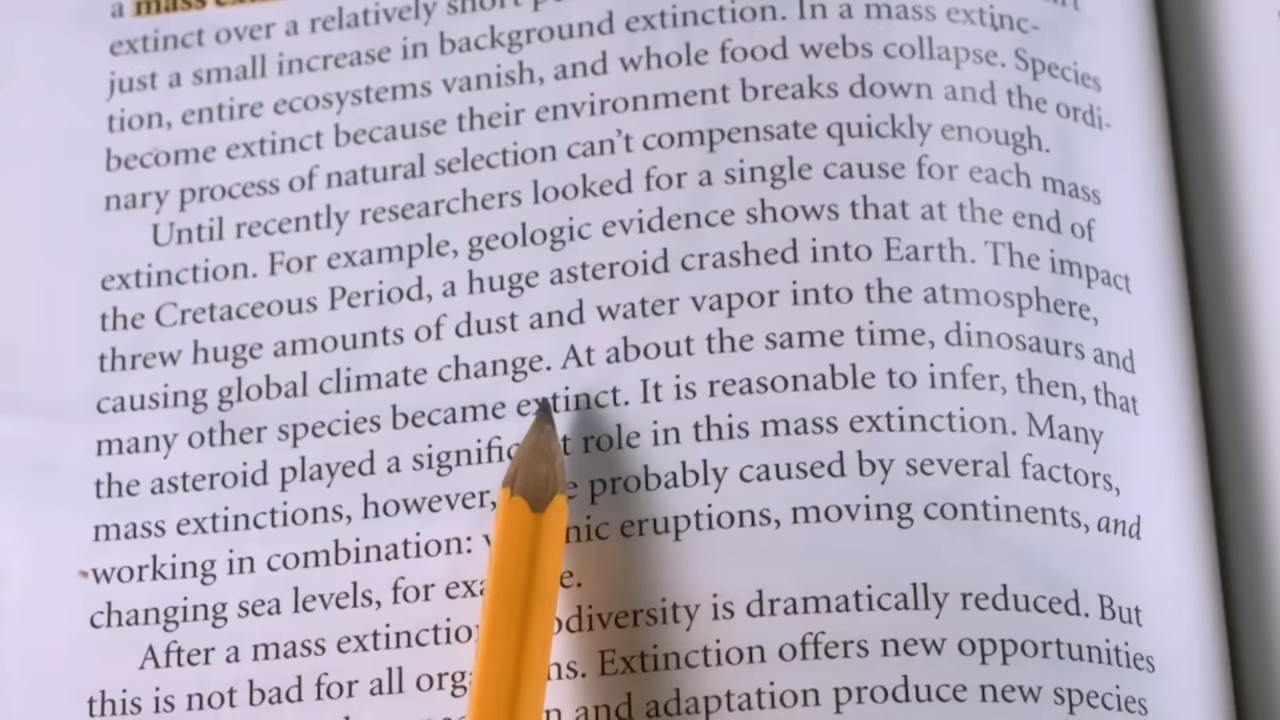 a mass
extinct over a relatively short
just a small increase in background extinction. In a mass extinc-
tion, entire ecosystems vanish, and whole food webs collapse. Species
become extinct because their environment breaks down and the ordi-
nary process of natural selection can't compensate quickly enough.
Until recently researchers looked for a single cause for each mass
extinction. For example, geologic evidence shows that at the end of
the Cretaceous Period, a huge asteroid crashed into Earth. The impact
threw huge amounts of dust and water vapor into the atmosphere,
causing global climate change. At about the same time, dinosaurs and
many other species became extinct. It is reasonable to infer, then, that
the asteroid played a role in this mass extinction. Many
mass extinctions, however, probably caused by several factors,
working in combination: eruptions, moving continents, and
changing sea levels, for
After a mass is dramatically reduced. But
this is not bad for all Extinction offers new opportunities
and adaptation produce new species